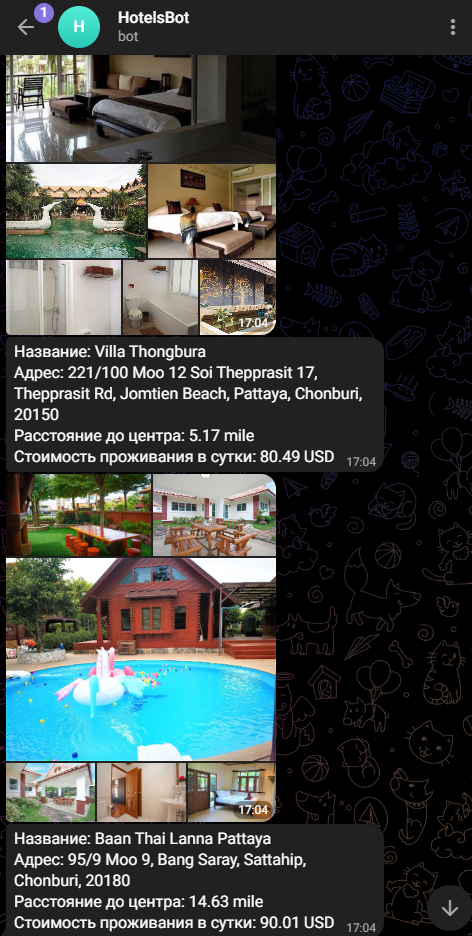 1
H
HotelsBot
bot
17:04
Название: Villa Thongbura
Адрес: 221/100 Moo 12 Soi Thepprasit 17,
Thepprasit Rd, Jomtien Beach, Pattaya, Chonburi,
20150
Расстояние до центра: 5.17 mile
Стоимость проживания в сутки: 80.49 USD
17:04
17:04
Название: Baan Thai Lanna Pattaya
Адрес: 95/9 Moo 9, Bang Saray, Sattahip,
Chonburi, 20180
Расстояние до центра: 14.63 mile
Стоимость проживания в сутки: 90.01 USD
17:04